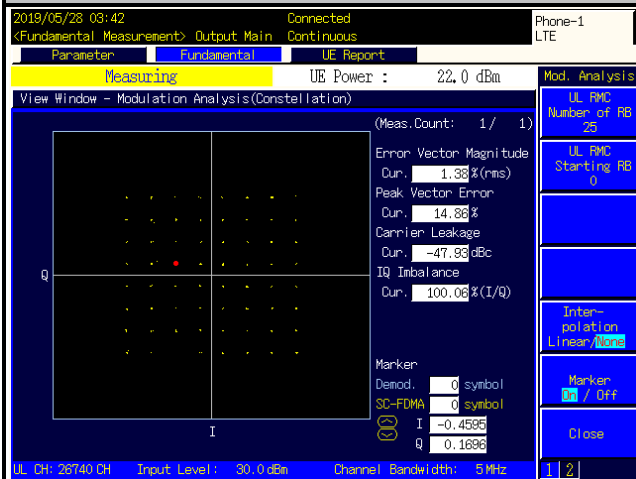 2019/05/28 03:42 Connected Phone-1
<Fundamental Measurement> Output Main Continuous LTE
Parameter Fundamental UE Report
Measuring UE Power : 22.0 dBm Mod. Analysis
View Window - Modulation Analysis(Constellation)
(Meas.Count: 1/ 1)
Error Vector Magnitude
Cur. 1.38 %(rms)
Peak Vector Error
Cur. 14.86 %
Carrier Leakage
Cur. -47.93 dBc
IQ Imbalance
Cur. 100.06 %(I/Q)
Q
I
Marker
Demod. 0 symbol
SC-FDMA 0 symbol
I -0.4595
Q 0.1696
UL RMC
Number of RB
25
UL RMC
Starting RB
0
Inter-
polation
Linear/None
Marker
On / Off
Close
UL CH: 26740 CH Input Level: 30.0 dBm Channel Bandwidth: 5 MHz 1 2